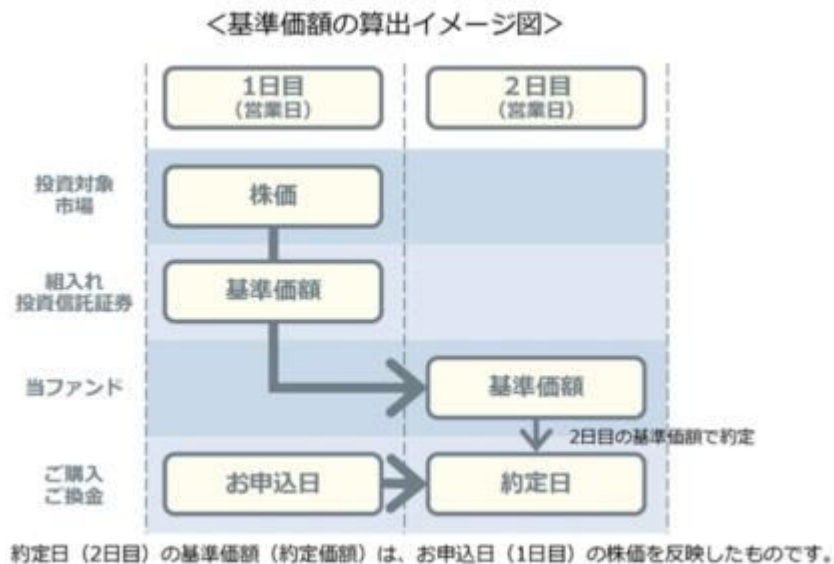 <基準価額の算出イメージ図>
1日目
（営業日）
2日目
（営業日）
投資対象
市場
株価
組入れ
投資信託証券
基準価額
当ファンド
基準価額
2日目の基準価額で約定
ご購入
ご換金
お申込日
約定日
約定日（2日目）の基準価額（約定価額）は、お申込日（1日目）の株価を反映したものです。